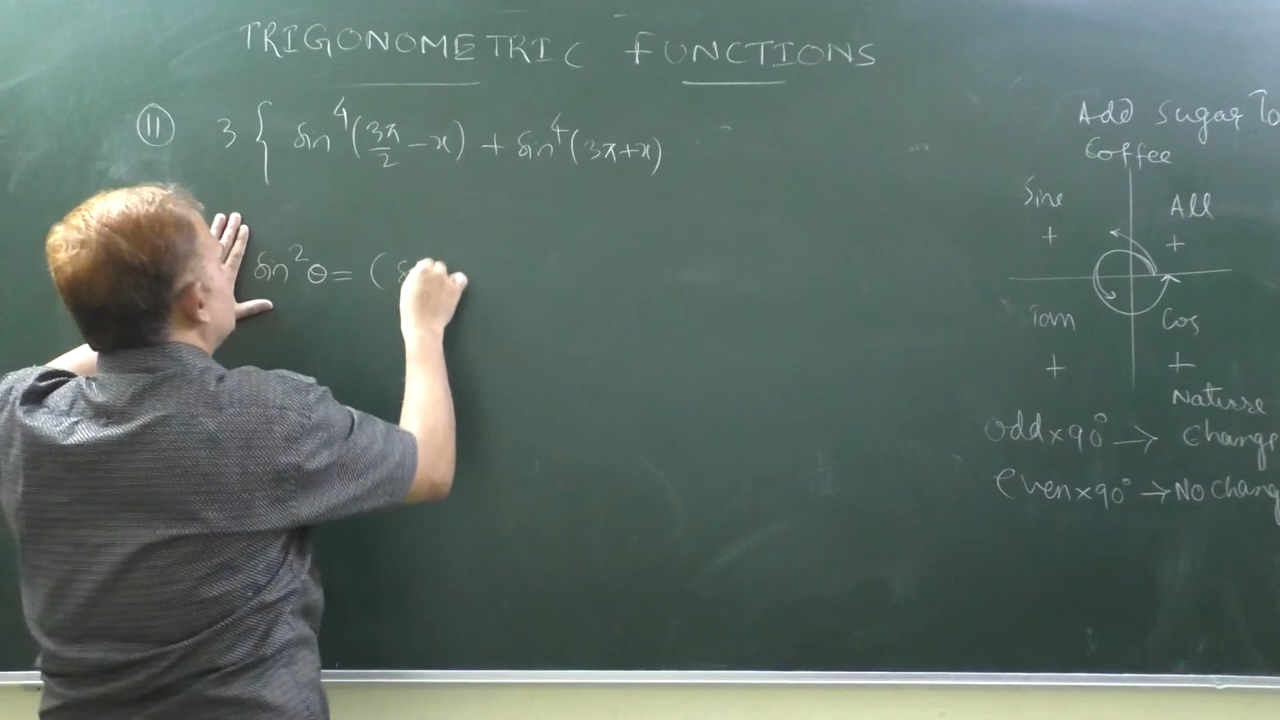 TRIGONOMETRIC FUNCTIONS
⑪ 3 { sin⁴(3π/2 - x) + sin⁴(3π+x)
sin²θ = (
Add Sugar To
Coffee
Sine All
+ +
Tan Cos
+ +
Nature
odd×90° → Change
Even×90° → No Chang